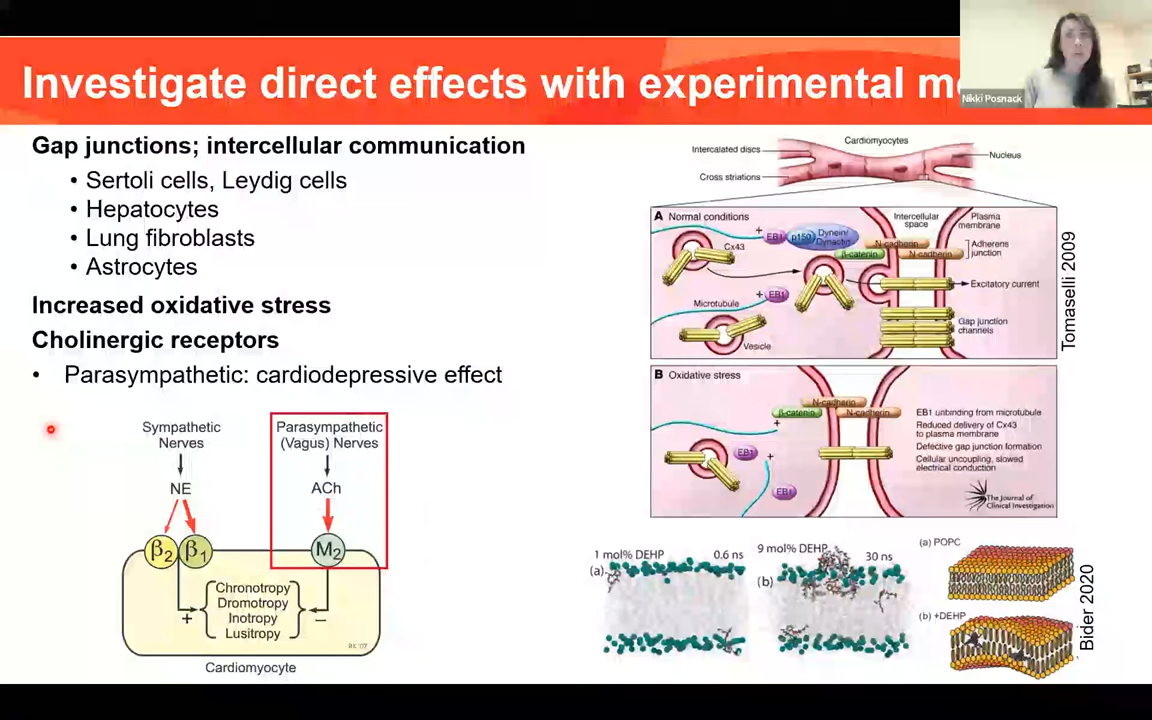 Investigate direct effects with experimental m
Nikki Posnack
Gap junctions; intercellular communication
• Sertoli cells, Leydig cells
• Hepatocytes
• Lung fibroblasts
• Astrocytes
Increased oxidative stress
Cholinergic receptors
• Parasympathetic: cardiodepressive effect
Sympathetic
Nerves
NE
β2
β1
Parasympathetic
(Vagus) Nerves
ACh
M2
+
Chronotropy
Dromotropy
Inotropy
Lusitropy
−
RK'07
Cardiomyocyte
Cardiomyocytes
Intercalated discs
Nucleus
Cross striations
A Normal conditions
Intercellular
space
Plasma
membrane
+
EB1
p150
Dynein/
Dynactin
Cx43
N-cadherin
β-catenin
N-cadherin
Adherens
junction
Excitatory current
+
EB1
Microtubule
Gap junction
channels
Vesicle
Tomaselli 2009
B Oxidative stress
N-cadherin
β-catenin
N-cadherin
+
EB1
+
EB1
EB1 unbinding from microtubule
Reduced delivery of Cx43
to plasma membrane
Defective gap junction formation
Cellular uncoupling, slowed
electrical conduction
The Journal of
Clinical Investigation
1 mol% DEHP
0.6 ns
(a)
9 mol% DEHP
30 ns
(b)
(a) POPC
(b) +DEHP
Bider 2020